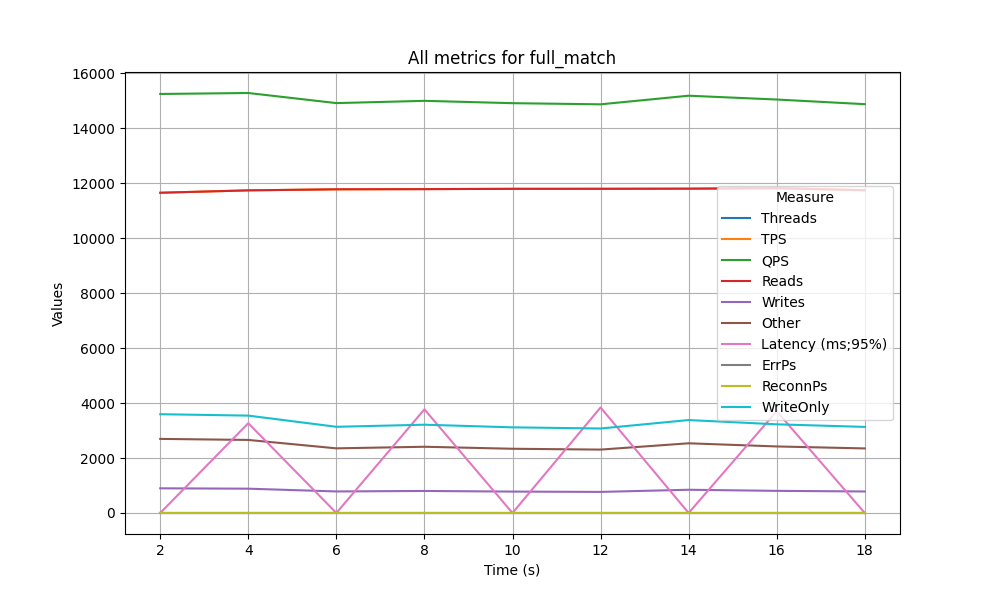 All metrics for full_match
Values
16000
14000
12000
10000
8000
6000
4000
2000
0
Measure
Threads
TPS
QPS
Reads
Writes
Other
Latency (ms;95%)
ErrPs
ReconnPs
WriteOnly
2 4 6 8 10 12 14 16 18
Time (s)